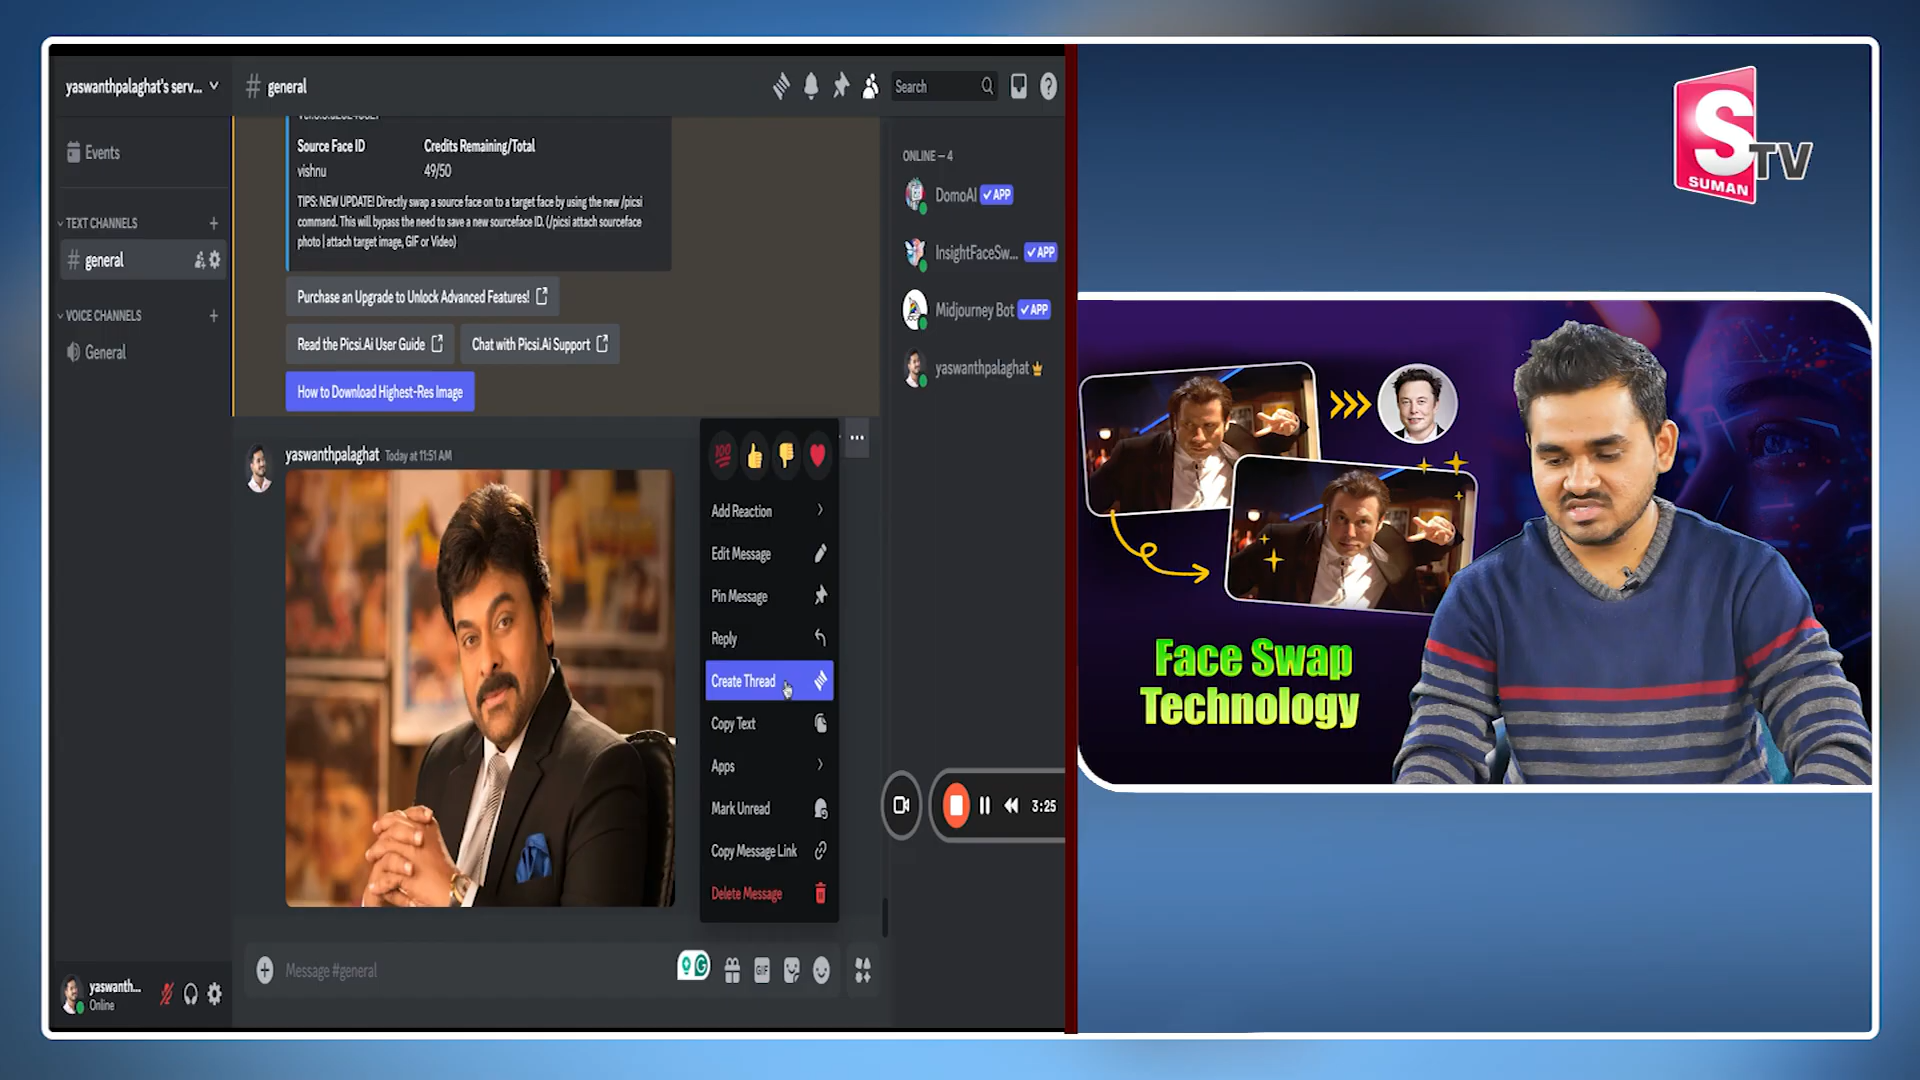 yaswanthpalaghat's serv...
general
Search
Events
TEXT CHANNELS
general
VOICE CHANNELS
General
Source Face ID
Credits Remaining/Total
vishnu
49/50
TIPS: NEW UPDATE! Directly swap a source face on to a target face by using the new /picsi
command. This will bypass the need to save a new sourceface ID. (/picsi attach sourceface
photo | attach target image, GIF or Video)
Purchase an Upgrade to Unlock Advanced Features!
Read the Picsi.Ai User Guide
Chat with Picsi.Ai Support
How to Download Highest-Res Image
yaswanthpalaghat Today at 11:51 AM
100
Add Reaction
Edit Message
Pin Message
Reply
Create Thread
Copy Text
Apps
Mark Unread
Copy Message Link
Delete Message
Message #general
GIF
yaswanth...
Online
ONLINE – 4
DomoAI ✓ APP
InsightFaceSw... ✓ APP
Midjourney Bot ✓ APP
yaswanthpalaghat
3:25
S TV
SUMAN
Face Swap
Technology